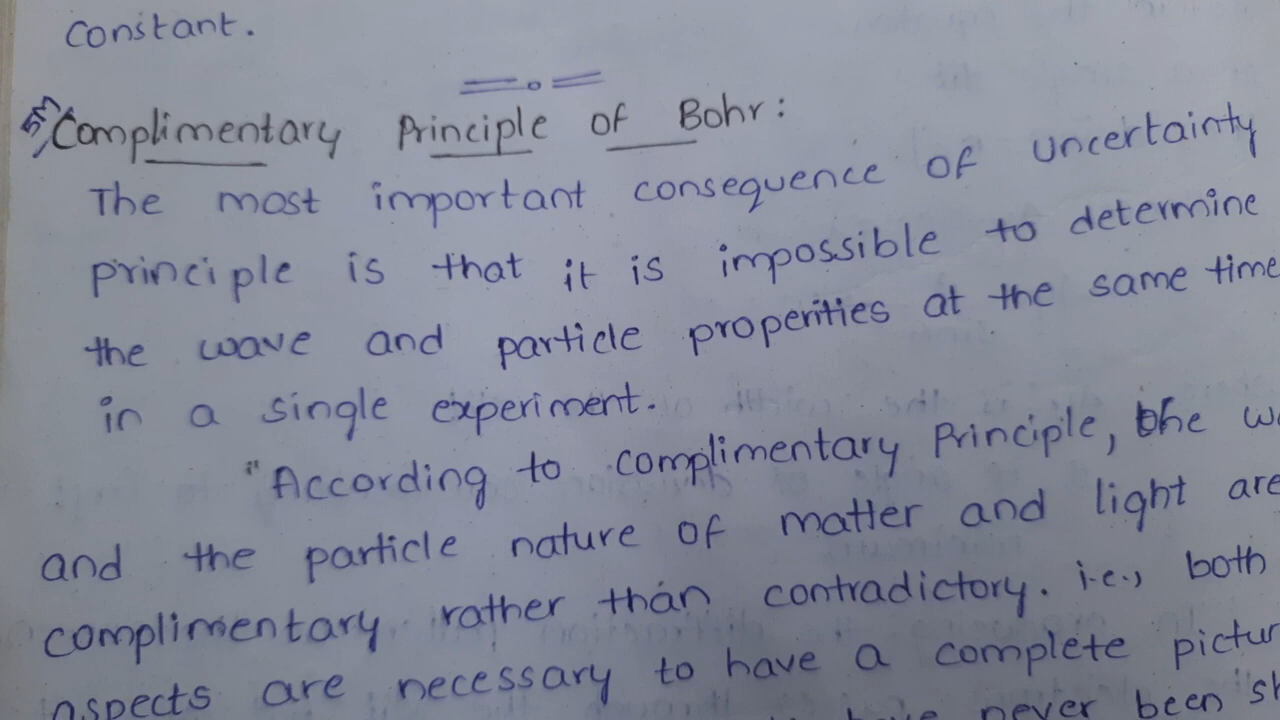 constant.
5M Complimentary Principle of Bohr:
The most important consequence of uncertainty
principle is that it is impossible to determine
the wave and particle properities at the same time
in a single experiment.
"According to complimentary Principle, the
and the particle nature of matter and light are
complimentary rather than contradictory. i.e., both
aspects are necessary to have a complete
never been